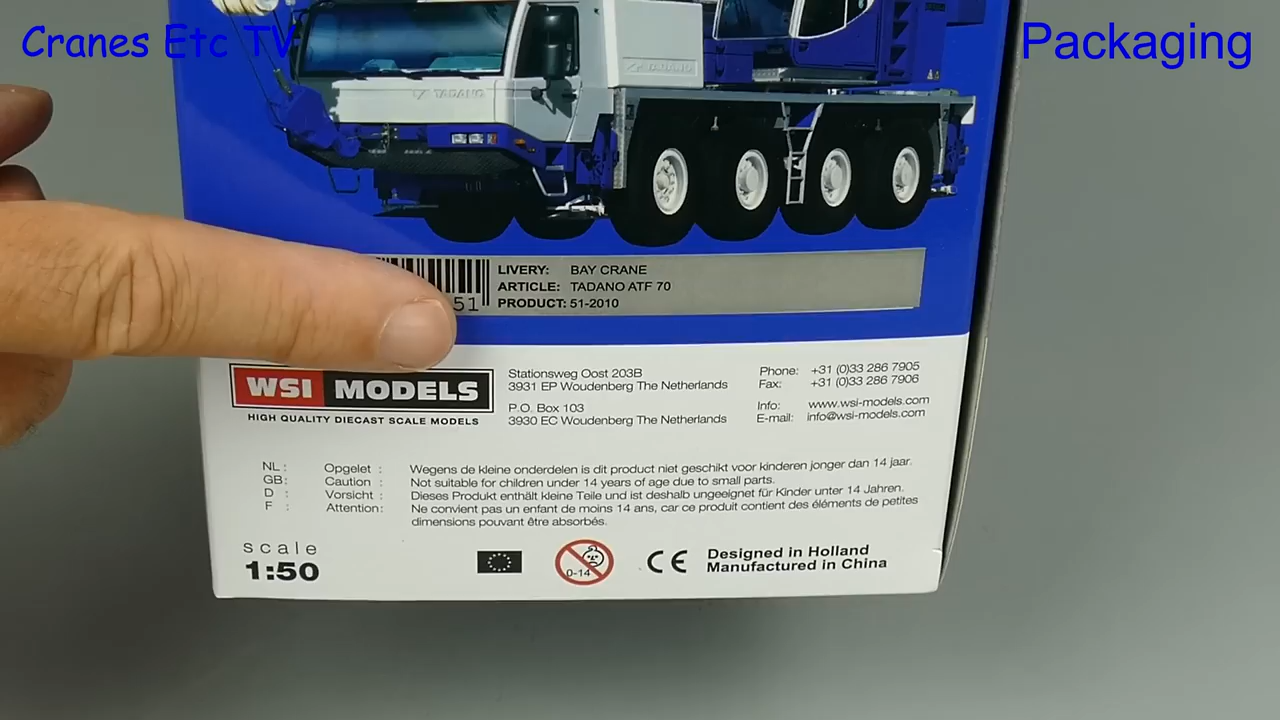 Cranes Etc TV
Packaging
TADANO
TADANO
51
LIVERY: BAY CRANE
ARTICLE: TADANO ATF 70
PRODUCT: 51-2010
WSI MODELS
HIGH QUALITY DIECAST SCALE MODELS
Stationsweg Oost 203B
3931 EP Woudenberg The Netherlands
P.O. Box 103
3930 EC Woudenberg The Netherlands
Phone: +31 (0)33 286 7905
Fax: +31 (0)33 286 7906
Info: www.wsi-models.com
E-mail: info@wsi-models.com
NL: Opgelet : Wegens de kleine onderdelen is dit product niet geschikt voor kinderen jonger dan 14 jaar.
GB: Caution : Not suitable for children under 14 years of age due to small parts.
D : Vorsicht : Dieses Produkt enthält kleine Teile und ist deshalb ungeeignet für Kinder unter 14 Jahren.
F : Attention: Ne convient pas un enfant de moins 14 ans, car ce produit contient des éléments de petites
dimensions pouvant être absorbés.
scale
1:50
0-14
CE
Designed in Holland
Manufactured in China